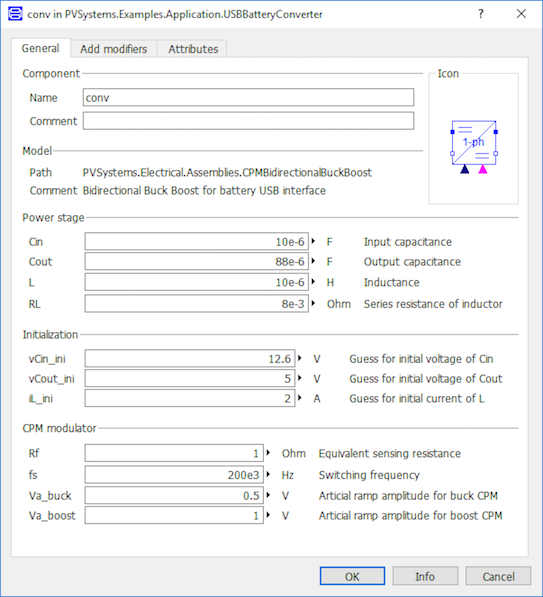 conv in PVSystems.Examples.Application.USBBatteryConverter ?
General Add modifiers Attributes
Component Icon
Name conv
Comment
1-ph
Model
Path PVSystems.Electrical.Assemblies.CPMBidirectionalBuckBoost
Comment Bidirectional Buck Boost for battery USB interface
Power stage
Cin 10e-6 F Input capacitance
Cout 88e-6 F Output capacitance
L 10e-6 H Inductance
RL 8e-3 Ohm Series resistance of inductor
Initialization
vCin_ini 12.6 V Guess for initial voltage of Cin
vCout_ini 5 V Guess for initial voltage of Cout
iL_ini 2 A Guess for initial current of L
CPM modulator
Rf 1 Ohm Equivalent sensing resistance
fs 200e3 Hz Switching frequency
Va_buck 0.5 V Articial ramp amplitude for buck CPM
Va_boost 1 V Articial ramp amplitude for boost CPM
OK Info Cancel